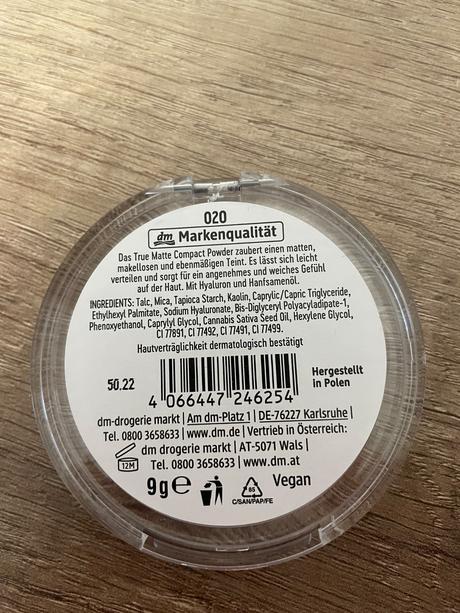 020
dm Markenqualität
Das True Matte Compact Powder zaubert einen matten,
makellosen und ebenmäßigen Teint. Es lässt sich leicht
verteilen und sorgt für ein angenehmes und weiches Gefühl
auf der Haut. Mit Hyaluron und Hanfsamenöl.
INGREDIENTS: Talc, Mica, Tapioca Starch, Kaolin, Caprylic/Capric Triglyceride,
Ethylhexyl Palmitate, Sodium Hyaluronate, Bis-Diglyceryl Polyacyladipate-1,
Phenoxyethanol, Caprylyl Glycol, Cannabis Sativa Seed Oil, Hexylene Glycol,
CI 77891, CI 77492, CI 77491, CI 77499.
Hautverträglichkeit dermatologisch bestätigt
50.22
4 066447 246254
Hergestellt
in Polen
dm-drogerie markt | Am dm-Platz 1 | DE-76227 Karlsruhe |
Tel. 0800 3658633 | www.dm.de | Vertrieb in Österreich:
dm drogerie markt | AT-5071 Wals |
12M
Tel. 0800 3658633 | www.dm.at
9g℮
85
C/SAN/PAP/FE
Vegan